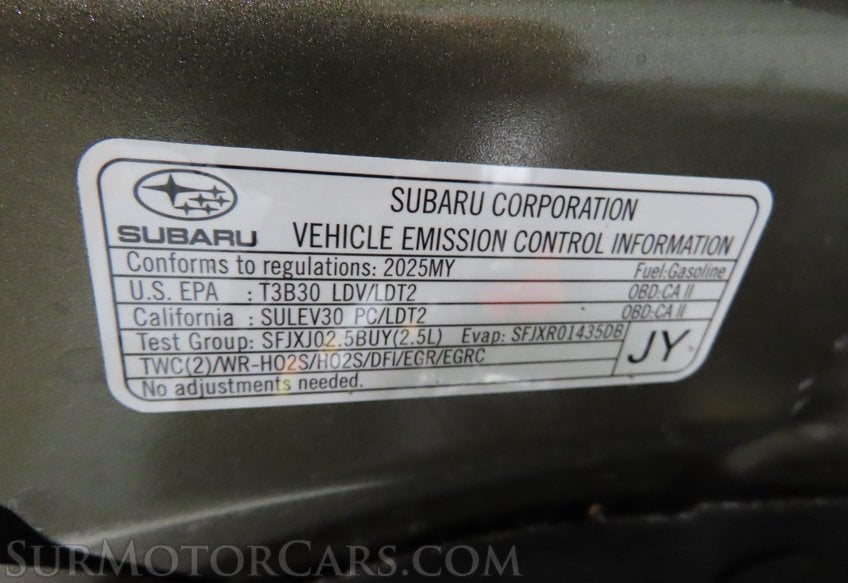 SUBARU
SUBARU CORPORATION
VEHICLE EMISSION CONTROL INFORMATION
Conforms to regulations: 2025MY Fuel:Gasoline
U.S. EPA : T3B30 LDV/LDT2 OBD:CA II
California : SULEV30 PC/LDT2 OBD:CA II
Test Group: SFJXJ02.5BUY(2.5L) Evap: SFJXR01435DB
JY
TWC(2)/WR-HO2S/HO2S/DFI/EGR/EGRC
No adjustments needed.
SurMotorCars.com